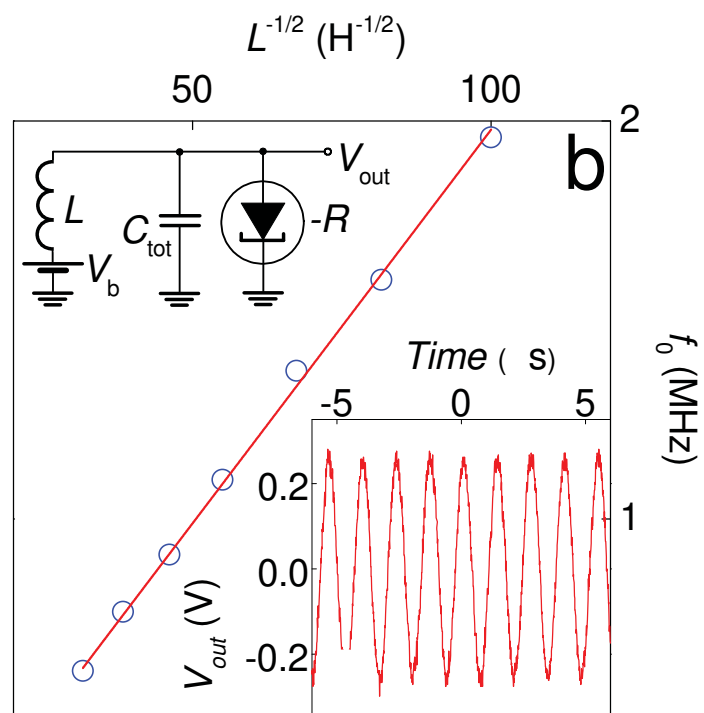 L-1/2 (H-1/2)
50 100
2
b
Vout
L
Ctot
-R
Vb
f0 (MHz)
Time ( s)
-5 0 5
0.2
1
0.0
-0.2
Vout (V)